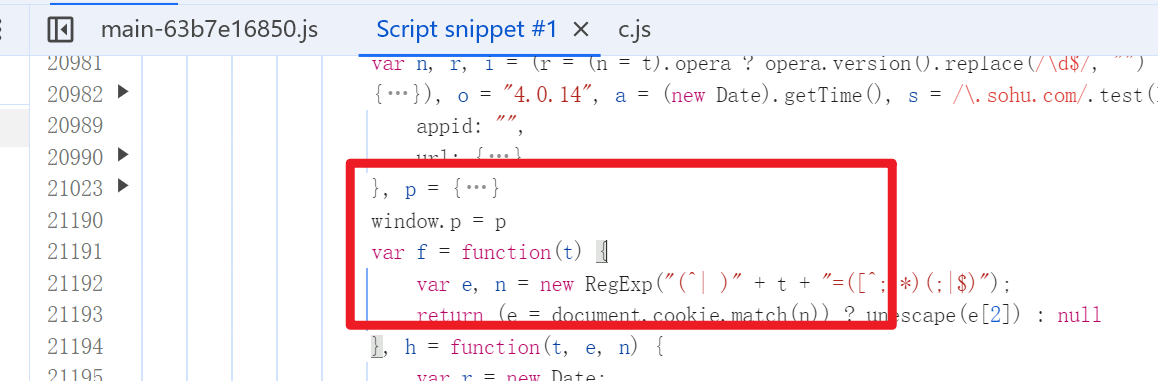 main-63b7e16850.js Script snippet #1 × c.js
20981 var n, r, i = (r = (n = t).opera ? opera.version().replace(/\d$/, "")
20982 {…}), o = "4.0.14", a = (new Date).getTime(), s = /\.sohu.com/.test(
20989 appid: "",
20990 url: {…}
21023 }, p = {…}
21190 window.p = p
21191 var f = function(t) {
21192 var e, n = new RegExp("(^| )" + t + "=([^;]*)(;|$)");
21193 return (e = document.cookie.match(n)) ? unescape(e[2]) : null
21194 }, h = function(t, e, n) {
21195 var r = new Date;